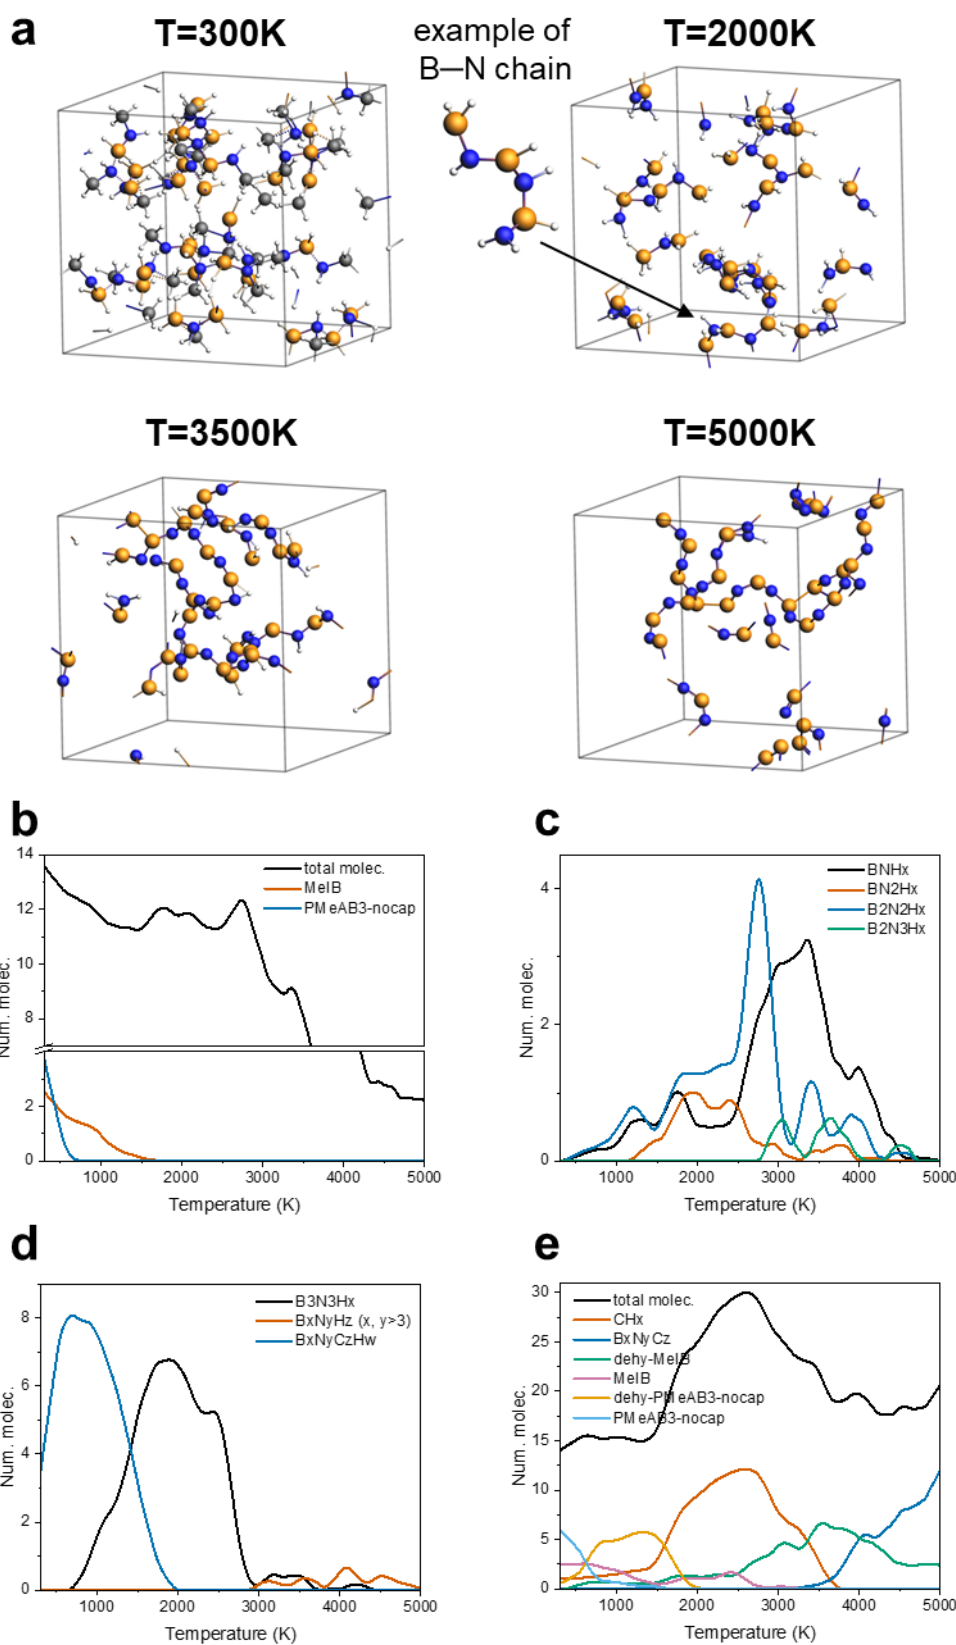 a
T=300K
example of
B─N chain
T=2000K
T=3500K
T=5000K
b
14
12
10
8
2
0
Num. molec.
total molec.
MeIB
PMeAB3-nocap
1000 2000 3000 4000 5000
Temperature (K)
c
4
2
0
Num. molec.
BNHx
BN2Hx
B2N2Hx
B2N3Hx
1000 2000 3000 4000 5000
Temperature (K)
d
8
6
4
2
0
Num. molec.
B3N3Hx
BxNyHz (x, y>3)
BxNyCzHw
1000 2000 3000 4000 5000
Temperature (K)
e
30
25
20
15
10
5
0
Num. molec.
total molec.
CHx
BxNyCz
dehy-MeIB
MeIB
dehy-PMeAB3-nocap
PMeAB3-nocap
1000 2000 3000 4000 5000
Temperature (K)